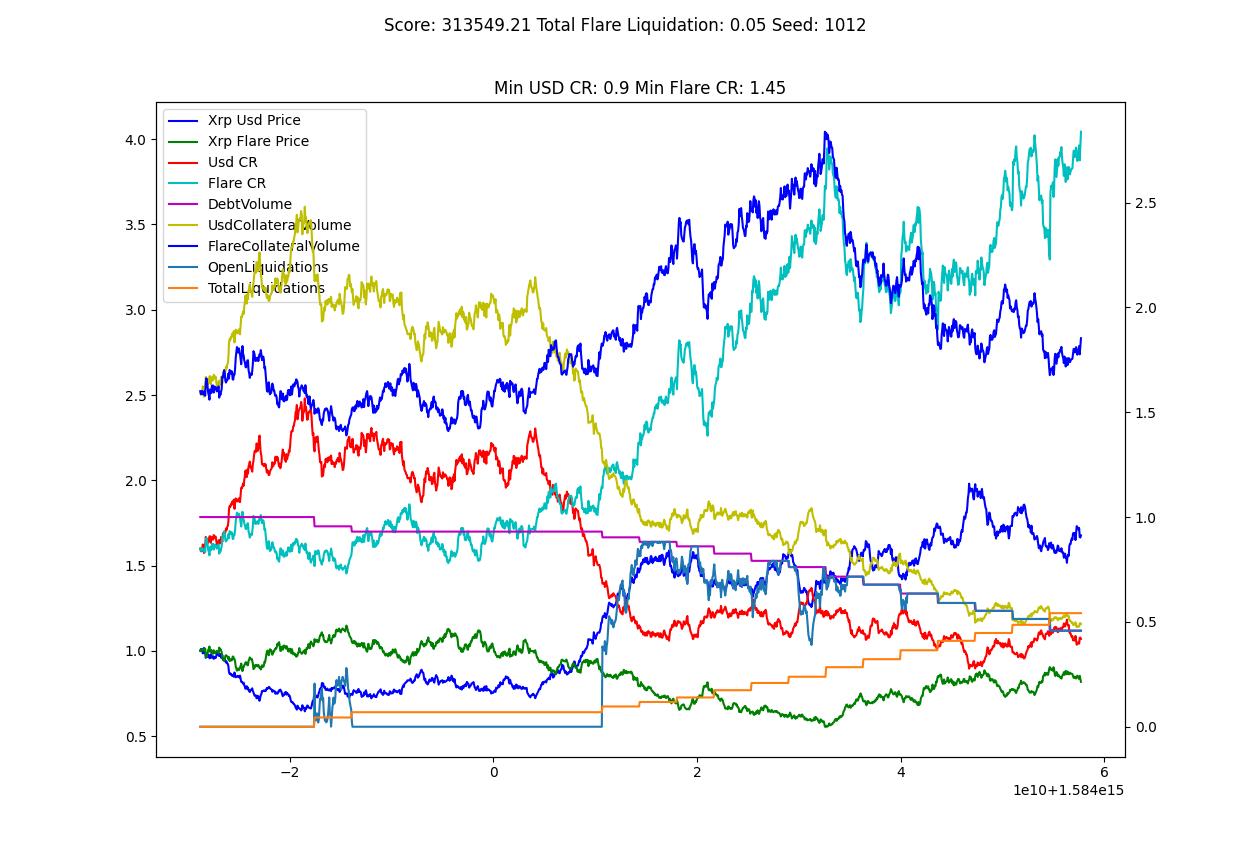 Score: 313549.21 Total Flare Liquidation: 0.05 Seed: 1012
Min USD CR: 0.9 Min Flare CR: 1.45
Xrp Usd Price
Xrp Flare Price
Usd CR
Flare CR
DebtVolume
UsdCollateralVolume
FlareCollateralVolume
OpenLiquidations
TotalLiquidations
4.0
3.5
3.0
2.5
2.0
1.5
1.0
0.5
2.5
2.0
1.5
1.0
0.5
0.0
−2 0 2 4 6
1e10+1.584e15